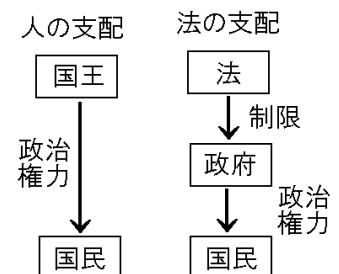 人の支配
国王
政治
権力
国民
法の支配
法
制限
政府
政治
権力
国民